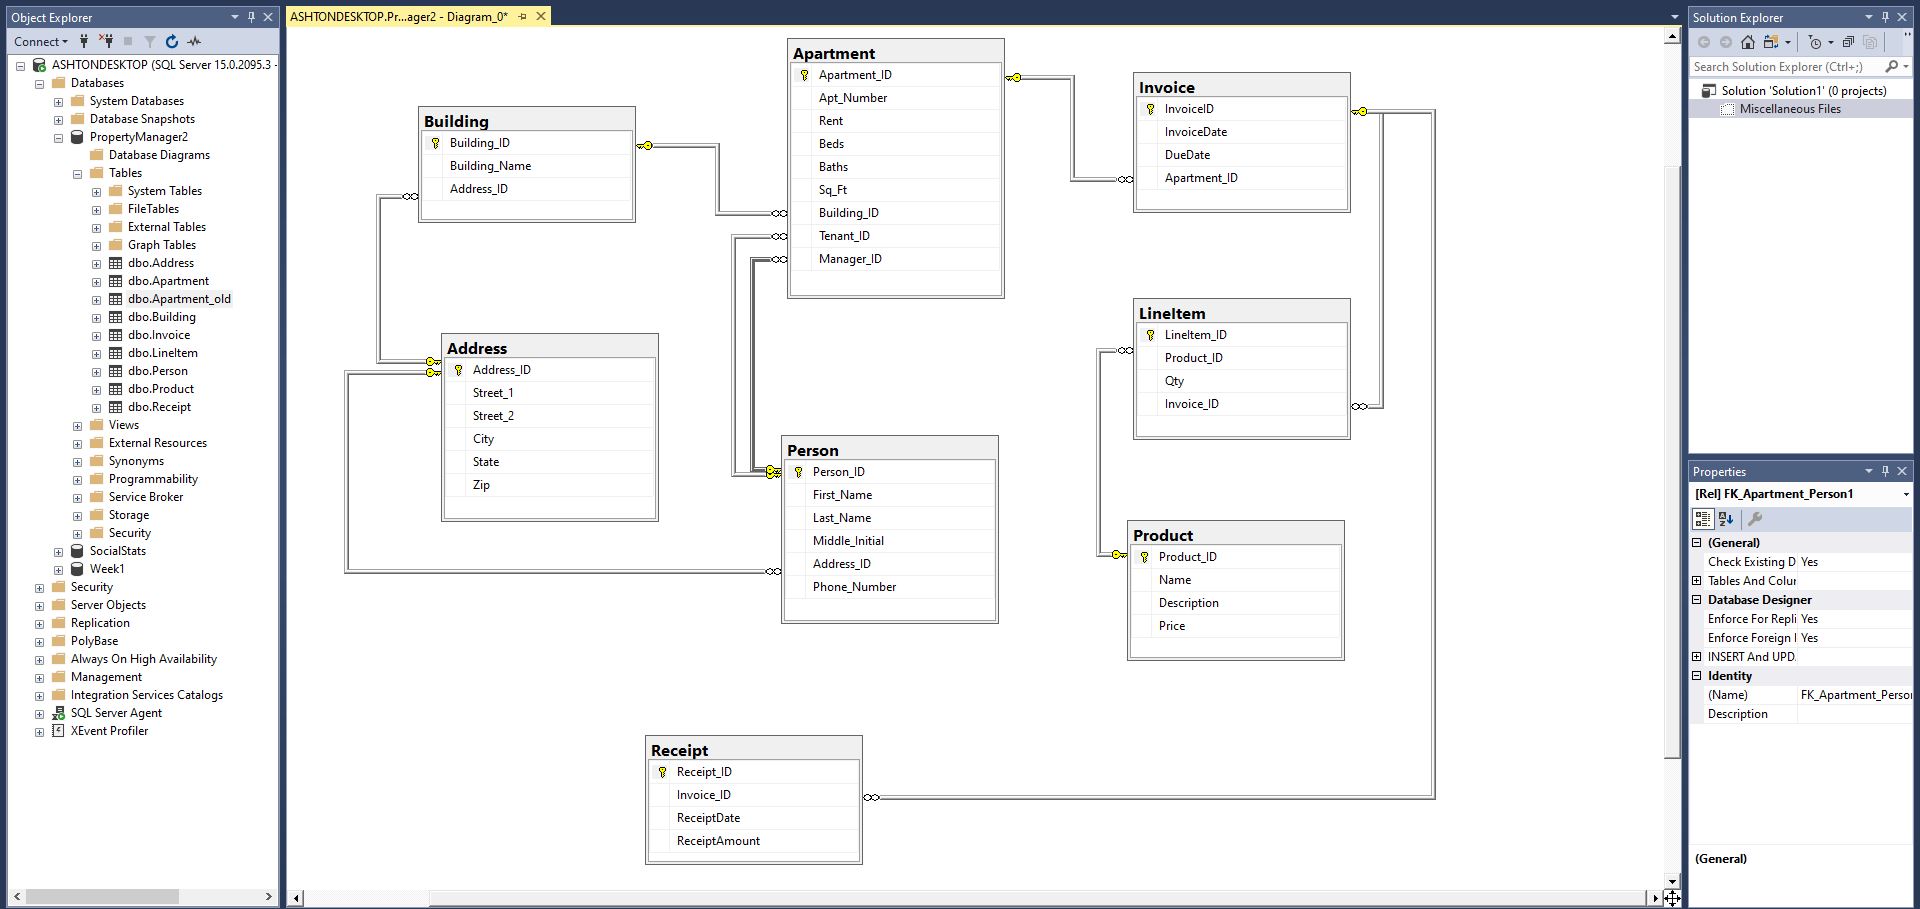 Object Explorer
Connect
ASHTONDESKTOP (SQL Server 15.0.2095.3 -
Databases
System Databases
Database Snapshots
PropertyManager2
Database Diagrams
Tables
System Tables
FileTables
External Tables
Graph Tables
dbo.Address
dbo.Apartment
dbo.Apartment_old
dbo.Building
dbo.Invoice
dbo.LineItem
dbo.Person
dbo.Product
dbo.Receipt
Views
External Resources
Synonyms
Programmability
Service Broker
Storage
Security
SocialStats
Week1
Security
Server Objects
Replication
PolyBase
Always On High Availability
Management
Integration Services Catalogs
SQL Server Agent
XEvent Profiler
ASHTONDESKTOP.Pr...ager2 - Diagram_0*
Building
Building_ID
Building_Name
Address_ID
Address
Address_ID
Street_1
Street_2
City
State
Zip
Apartment
Apartment_ID
Apt_Number
Rent
Beds
Baths
Sq_Ft
Building_ID
Tenant_ID
Manager_ID
Person
Person_ID
First_Name
Last_Name
Middle_Initial
Address_ID
Phone_Number
Receipt
Receipt_ID
Invoice_ID
ReceiptDate
ReceiptAmount
Invoice
InvoiceID
InvoiceDate
DueDate
Apartment_ID
LineItem
LineItem_ID
Product_ID
Qty
Invoice_ID
Product
Product_ID
Name
Description
Price
Solution Explorer
Search Solution Explorer (Ctrl+;)
Solution 'Solution1' (0 projects)
Miscellaneous Files
Properties
[Rel] FK_Apartment_Person1
(General)
Check Existing D Yes
Tables And Colur
Database Designer
Enforce For Repli Yes
Enforce Foreign I Yes
INSERT And UPD.
Identity
(Name) FK_Apartment_Perso
Description
(General)